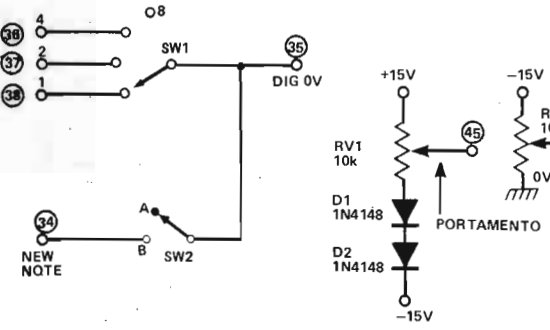 36 4
8
37 2
38 1
SW1
35
DIG 0V
34
NEW
NOTE
A
B
SW2
+15V
RV1
10k
45
PORTAMENTO
D1
1N4148
D2
1N4148
−15V
−15V
0V